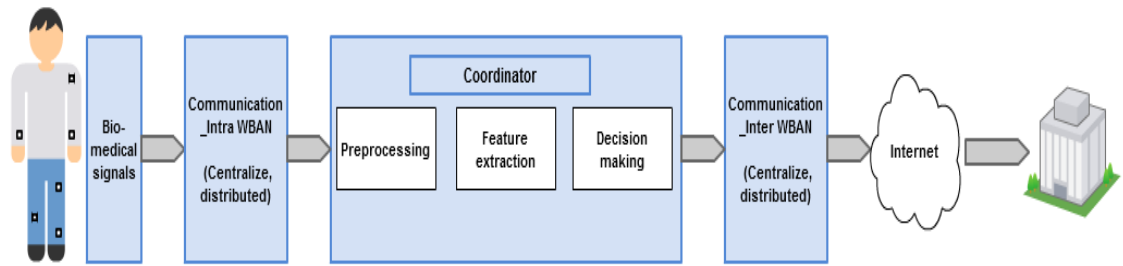 Bio-
medical
signals
Communication
_Intra WBAN
(Centralize,
distributed)
Coordinator
Preprocessing
Feature
extraction
Decision
making
Communication
_Inter WBAN
(Centralize,
distributed)
Internet